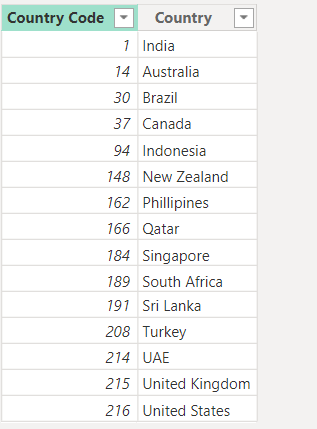 Country Code Country
1 India
14 Australia
30 Brazil
37 Canada
94 Indonesia
148 New Zealand
162 Phillipines
166 Qatar
184 Singapore
189 South Africa
191 Sri Lanka
208 Turkey
214 UAE
215 United Kingdom
216 United States